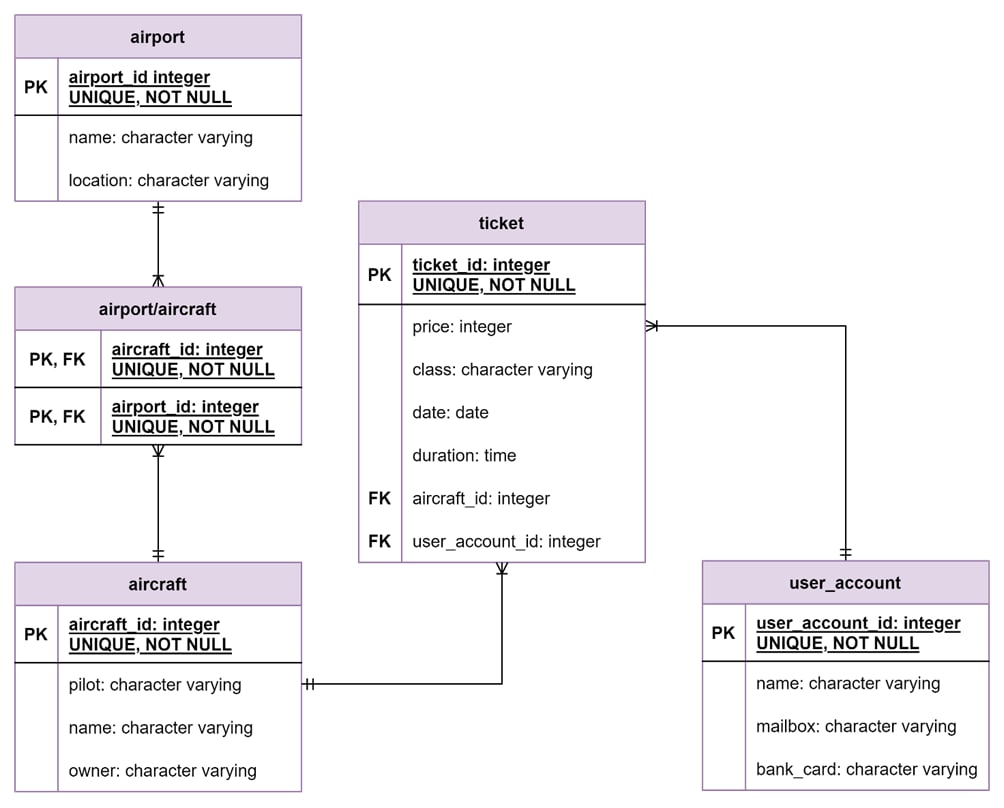 airport
PK
airport_id integer
UNIQUE, NOT NULL
name: character varying
location: character varying
airport/aircraft
PK, FK
aircraft_id: integer
UNIQUE, NOT NULL
PK, FK
airport_id: integer
UNIQUE, NOT NULL
aircraft
PK
aircraft_id: integer
UNIQUE, NOT NULL
pilot: character varying
name: character varying
owner: character varying
ticket
PK
ticket_id: integer
UNIQUE, NOT NULL
price: integer
class: character varying
date: date
duration: time
FK aircraft_id: integer
FK user_account_id: integer
user_account
PK
user_account_id: integer
UNIQUE, NOT NULL
name: character varying
mailbox: character varying
bank_card: character varying